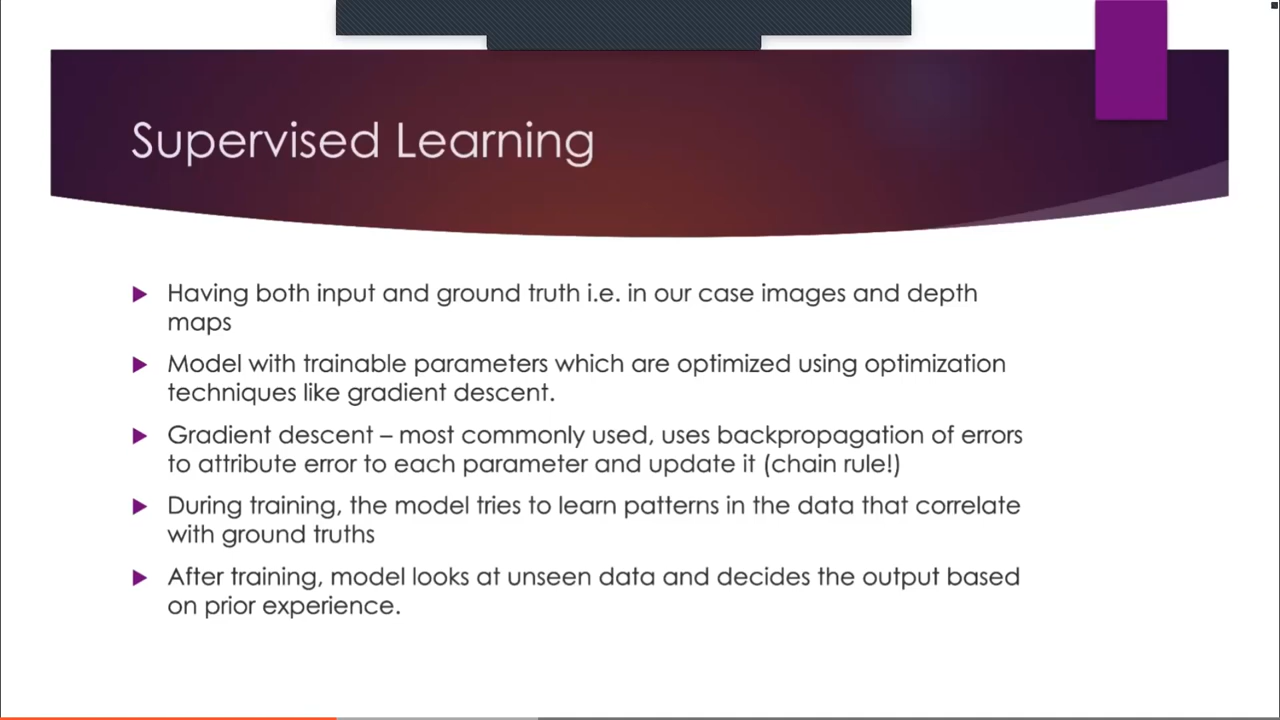 Supervised Learning
Having both input and ground truth i.e. in our case images and depth
maps
Model with trainable parameters which are optimized using optimization
techniques like gradient descent.
Gradient descent – most commonly used, uses backpropagation of errors
to attribute error to each parameter and update it (chain rule!)
During training, the model tries to learn patterns in the data that correlate
with ground truths
After training, model looks at unseen data and decides the output based
on prior experience.